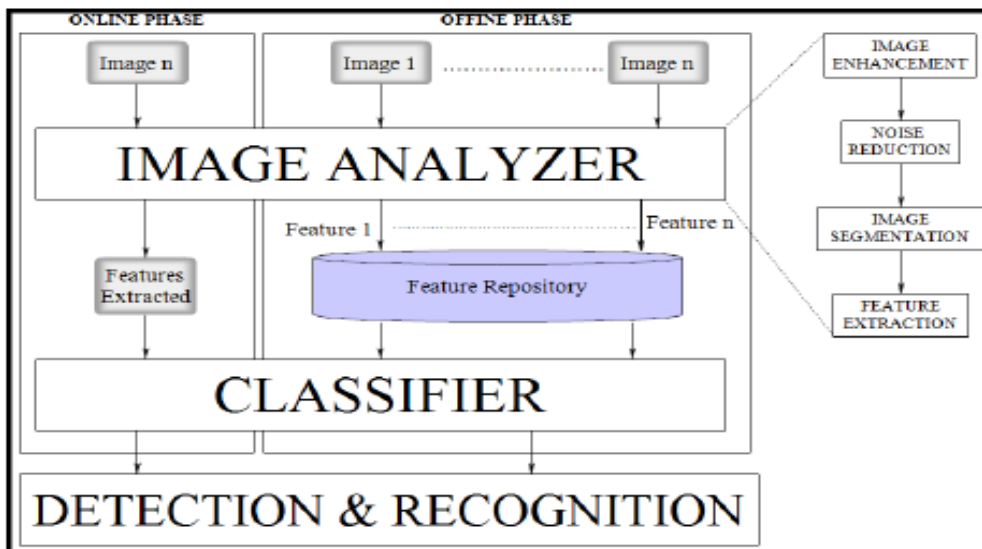 ONLINE PHASE
OFFINE PHASE
Image n
Image 1
Image n
IMAGE ANALYZER
Feature 1
Feature n
Features
Extracted
Feature Repository
CLASSIFIER
DETECTION & RECOGNITION
IMAGE
ENHANCEMENT
NOISE
REDUCTION
IMAGE
SEGMENTATION
FEATURE
EXTRACTION